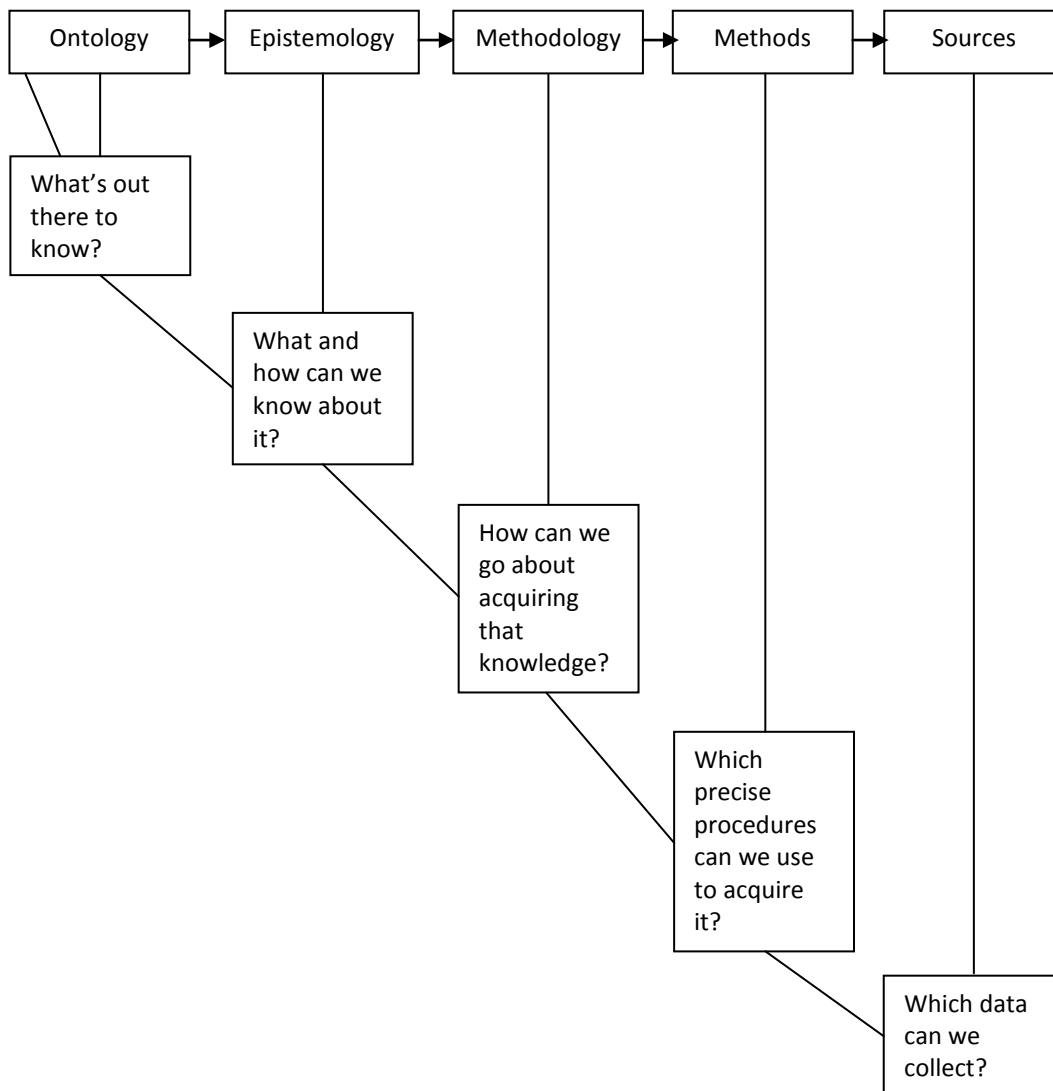 Ontology
Epistemology
Methodology
Methods
Sources
What’s out
there to
know?
What and
how can we
know about
it?
How can we
go about
acquiring
that
knowledge?
Which
precise
procedures
can we use
to acquire
it?
Which data
can we
collect?